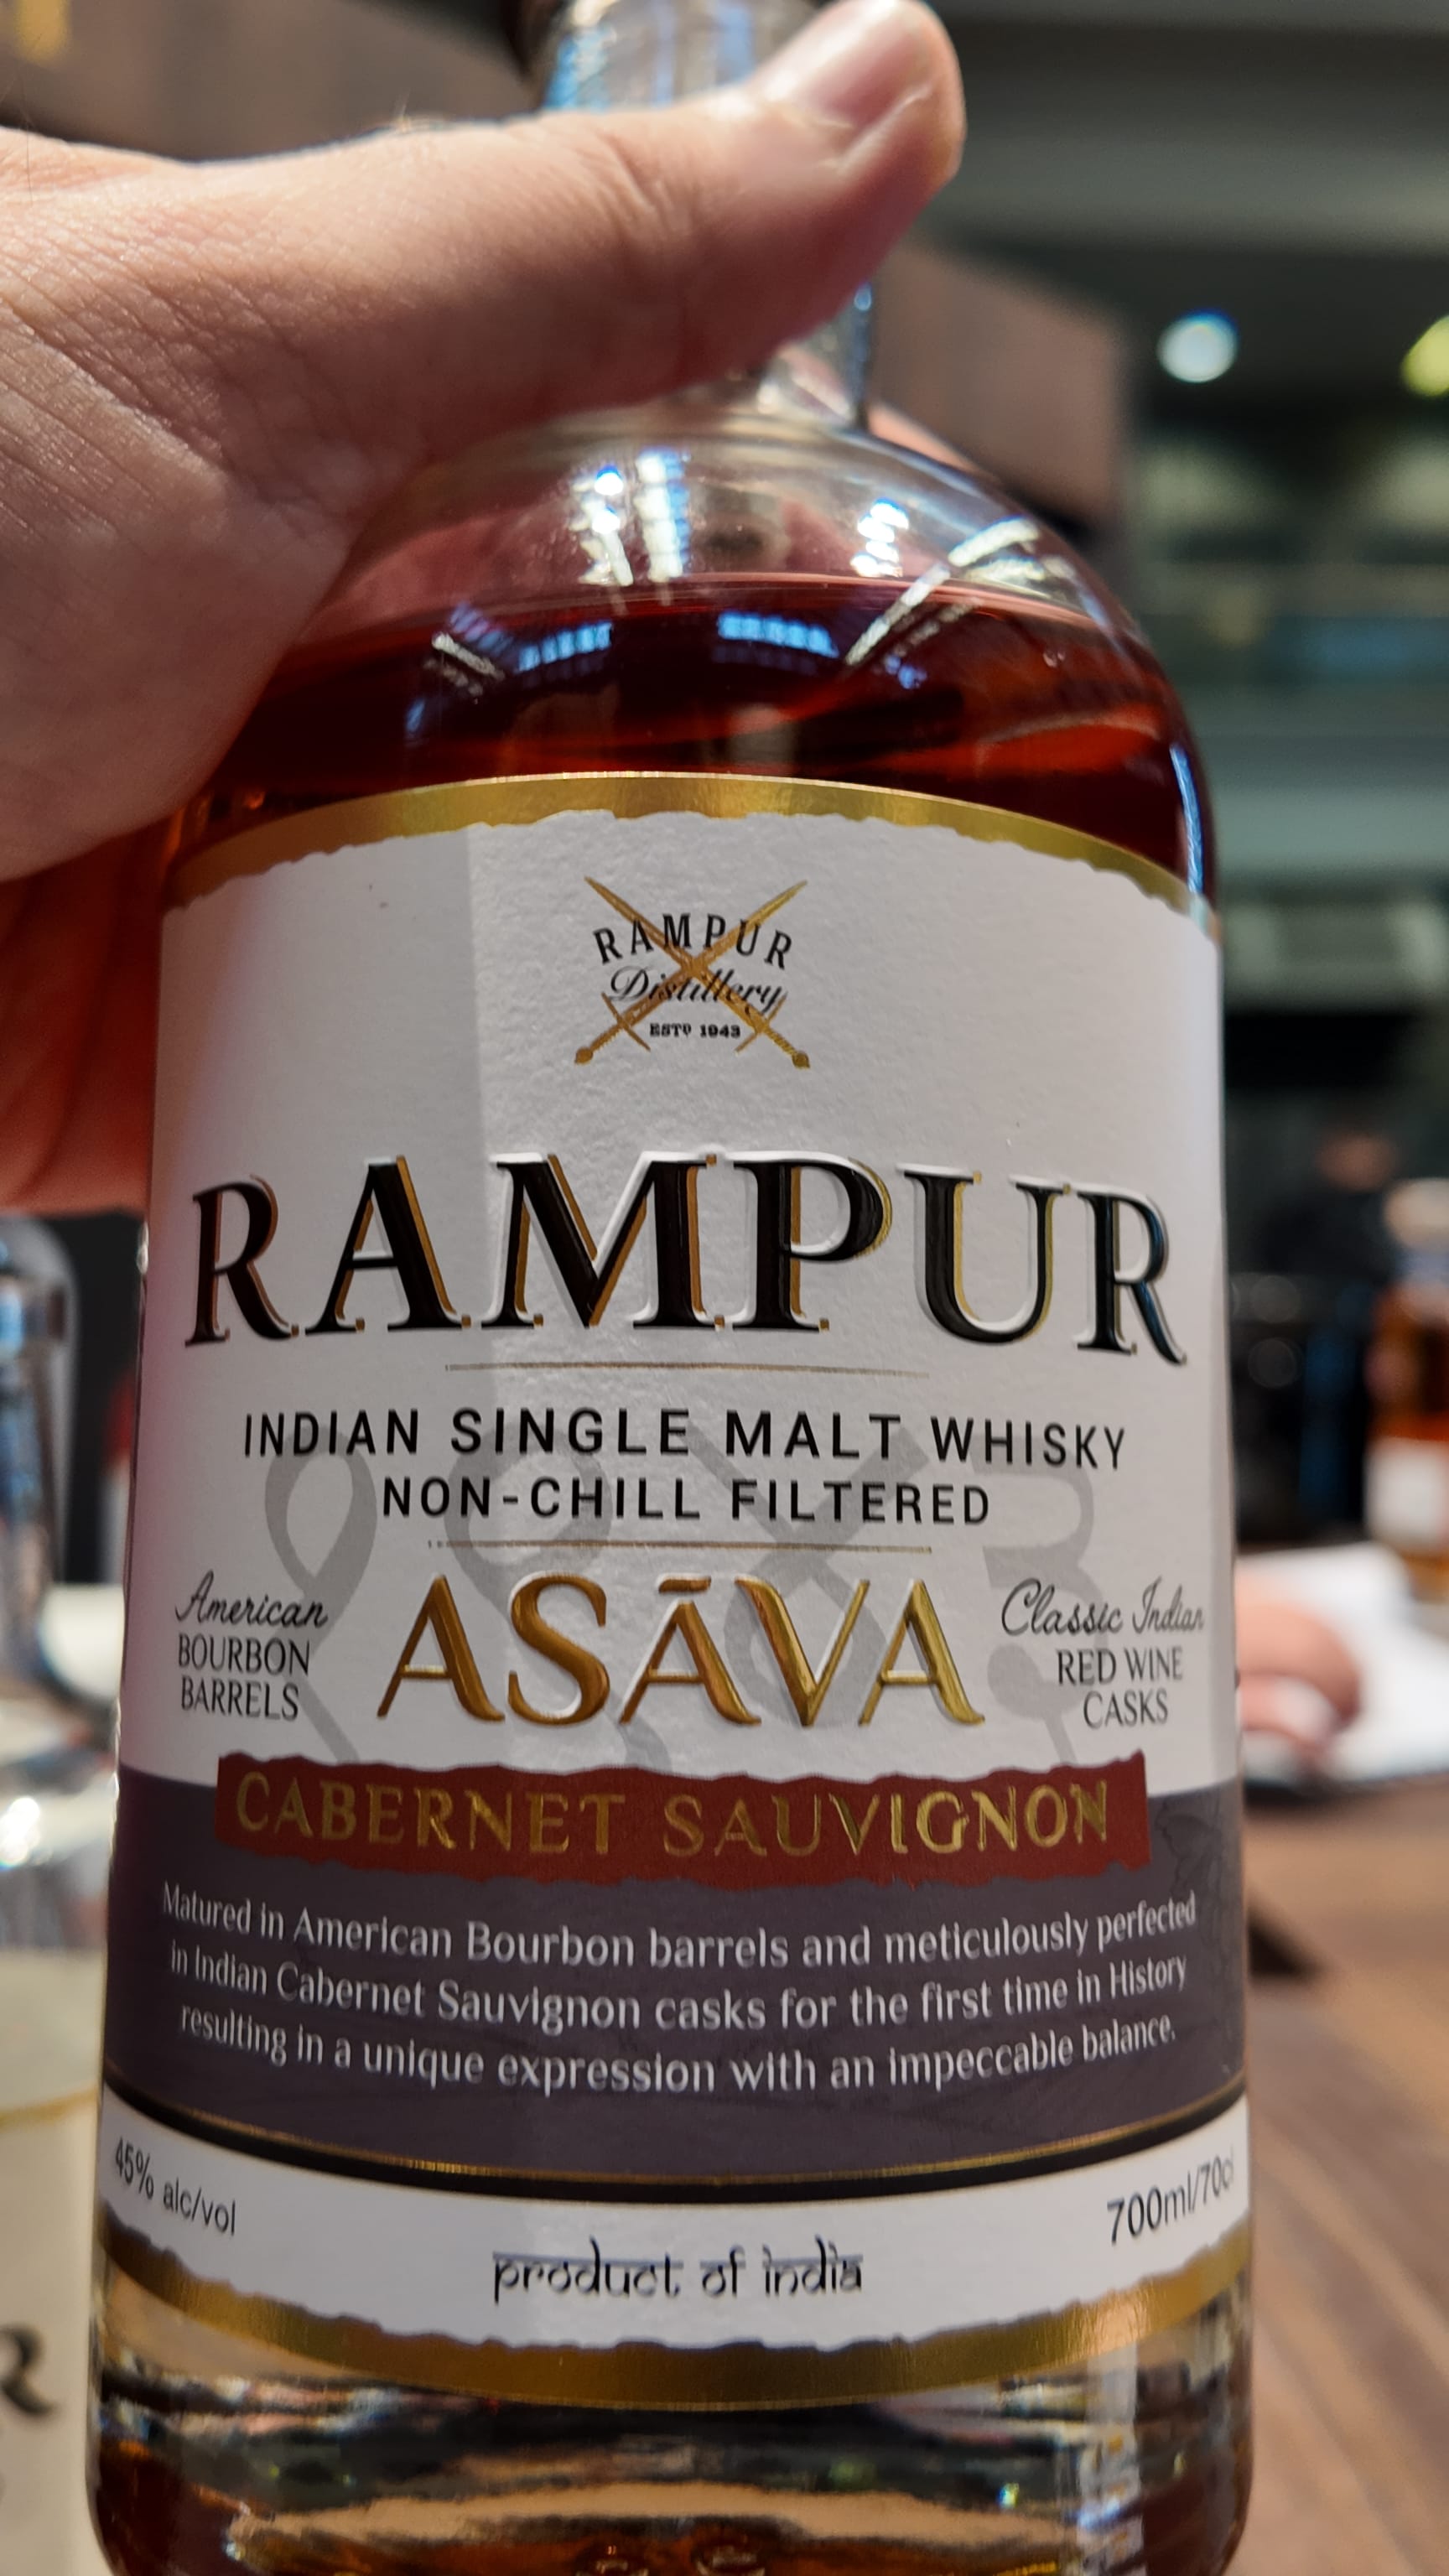 RAMPUR
Distillery
ESTD 1943
RAMPUR
INDIAN SINGLE MALT WHISKY
NON-CHILL FILTERED
American
BOURBON
BARRELS
ASĀVA
Classic Indian
RED WINE
CASKS
CABERNET SAUVIGNON
Matured in American Bourbon barrels and meticulously perfected
in Indian Cabernet Sauvignon casks for the first time in History
resulting in a unique expression with an impeccable balance.
45% alc/vol
700ml/70cl
product of india